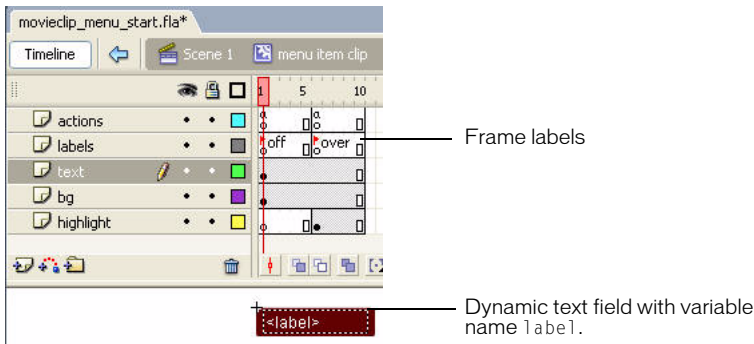 movieclip_menu_start.fla*
Timeline Scene 1 menu item clip
1 5 10
actions a a
labels off over
Frame labels
text
bg
highlight
<label>
Dynamic text field with variable
name label.